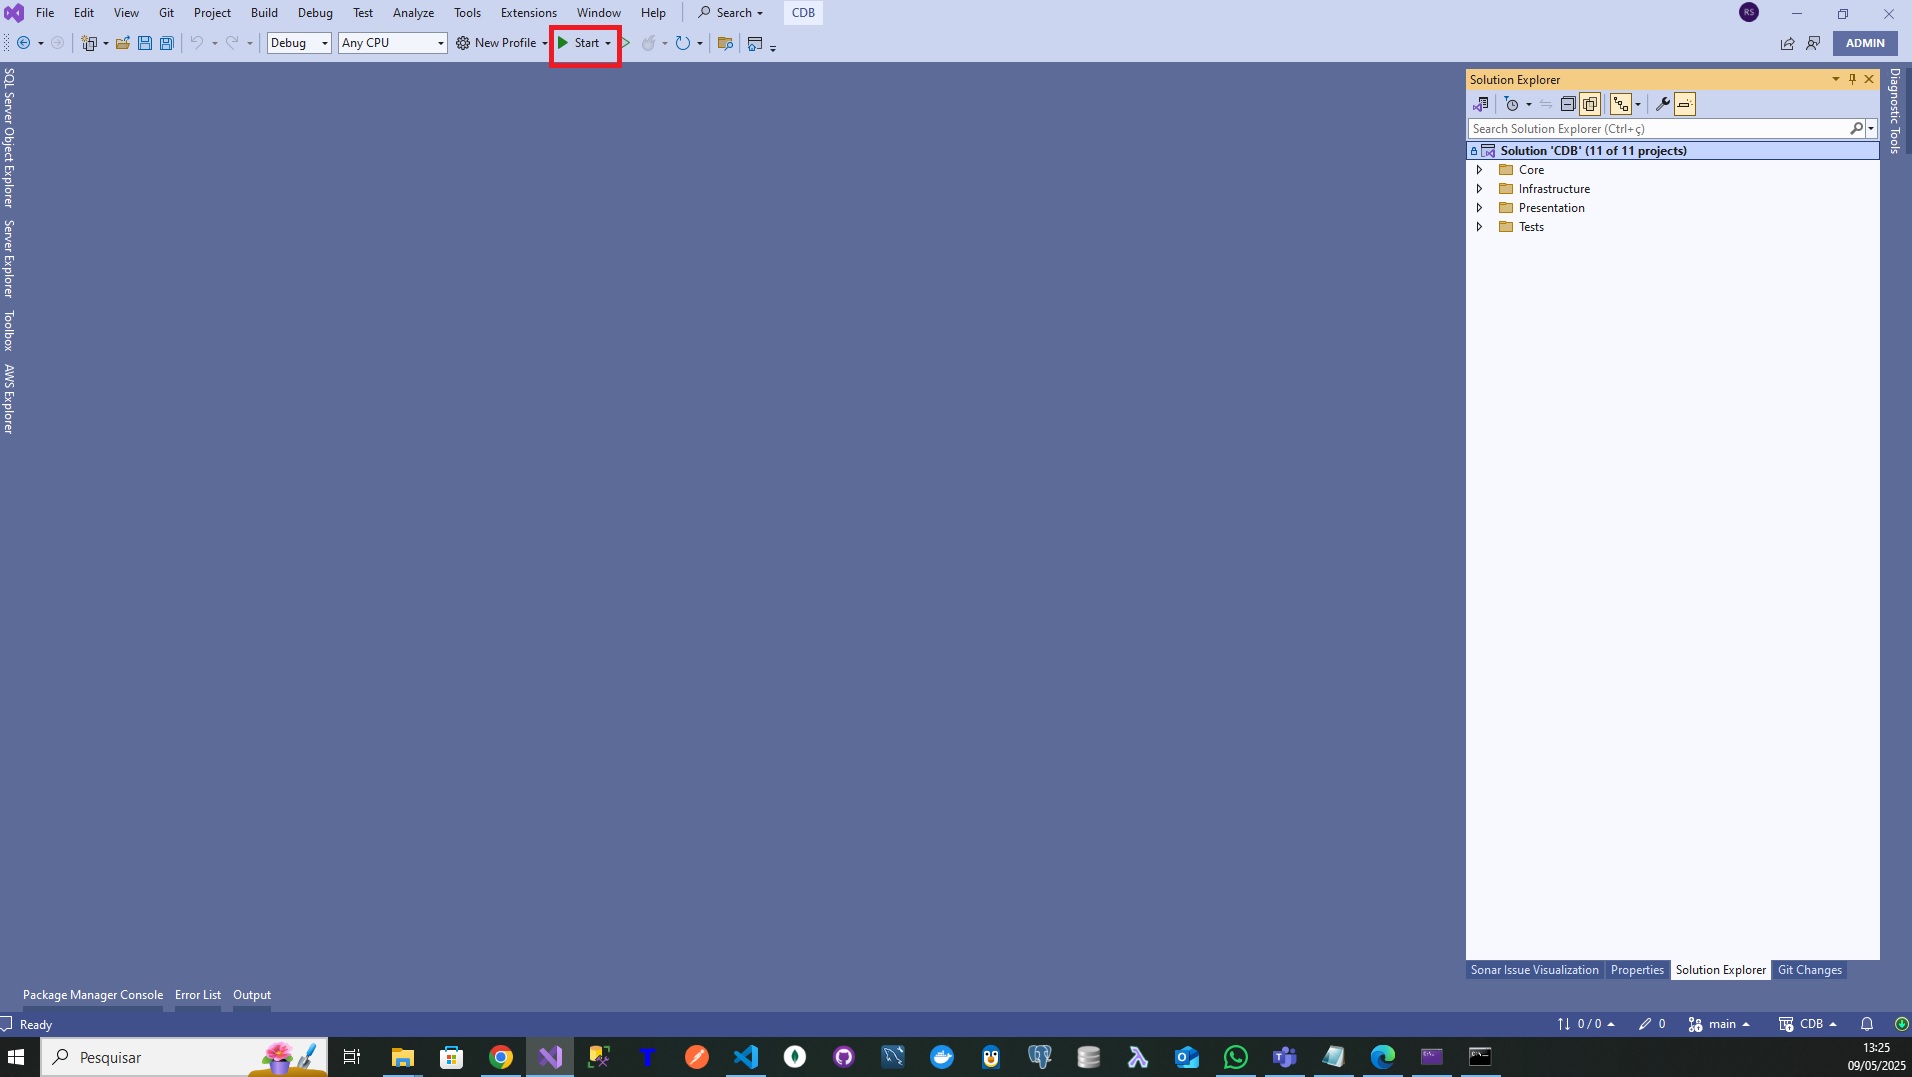 File Edit View Git Project Build Debug Test Analyze Tools Extensions Window Help Search CDB
RS
Debug Any CPU New Profile Start
ADMIN
SQL Server Object Explorer
Server Explorer
Toolbox
AWS Explorer
Solution Explorer
Search Solution Explorer (Ctrl+ç)
Solution 'CDB' (11 of 11 projects)
Core
Infrastructure
Presentation
Tests
Diagnostic Tools
Sonar Issue Visualization Properties Solution Explorer Git Changes
Package Manager Console Error List Output
Ready
0 / 0 0 main CDB
Pesquisar
13:25
09/05/2025